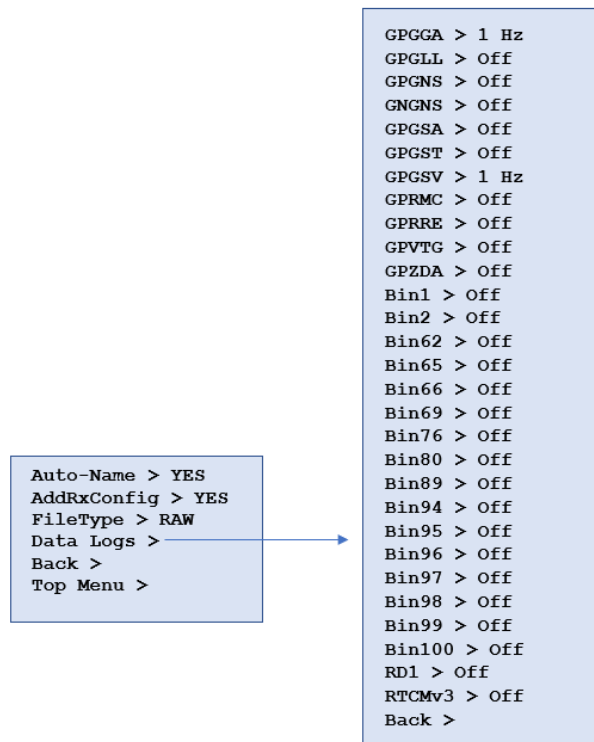 Auto-Name > YES
AddRxConfig > YES
FileType > RAW
Data Logs >
Back >
Top Menu >
GPGGA > 1 Hz
GPGLL > Off
GPGNS > Off
GNGNS > Off
GPGSA > Off
GPGST > Off
GPGSV > 1 Hz
GPRMC > Off
GPRRE > Off
GPVTG > Off
GPZDA > Off
Bin1 > Off
Bin2 > Off
Bin62 > Off
Bin65 > Off
Bin66 > Off
Bin69 > Off
Bin76 > Off
Bin80 > Off
Bin89 > Off
Bin94 > Off
Bin95 > Off
Bin96 > Off
Bin97 > Off
Bin98 > Off
Bin99 > Off
Bin100 > Off
RD1 > Off
RTCMv3 > Off
Back >